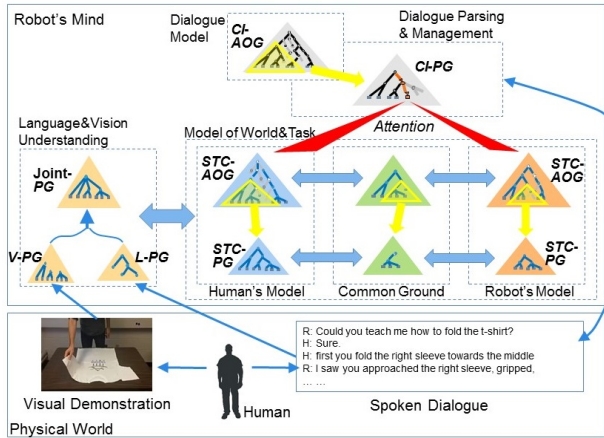 Robot's Mind
Dialogue
Model
CI-
AOG
Dialogue Parsing
& Management
CI-PG
Attention
Language&Vision
Understanding
Joint-
PG
V-PG
L-PG
Model of World&Task
STC-
AOG
STC-
AOG
STC-
PG
STC-
PG
Human's Model
Common Ground
Robot's Model
R: Could you teach me how to fold the t-shirt?
H: Sure.
H: first you fold the right sleeve towards the middle
R: I saw you approached the right sleeve, gripped,
... ...
Visual Demonstration
Human
Spoken Dialogue
Physical World